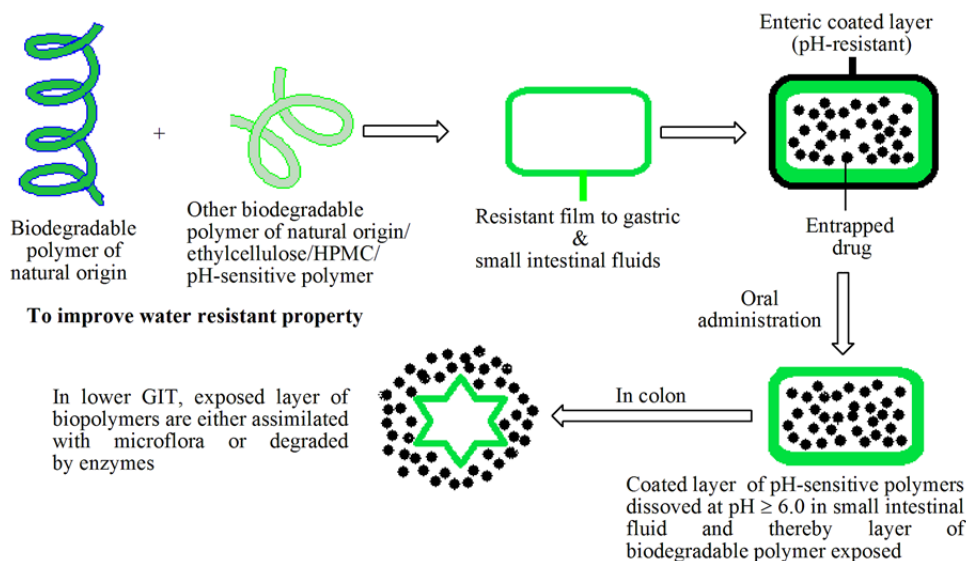 Enteric coated layer
(pH-resistant)
+
Biodegradable
polymer of
natural origin
Other biodegradable
polymer of natural origin/
ethylcellulose/HPMC/
pH-sensitive polymer
Resistant film to gastric
&
small intestinal fluids
Entrapped
drug
To improve water resistant property
Oral
administration
In lower GIT, exposed layer of
biopolymers are either assimilated
with microflora or degraded
by enzymes
In colon
Coated layer of pH-sensitive polymers
dissoved at pH ≥ 6.0 in small intestinal
fluid and thereby layer of
biodegradable polymer exposed